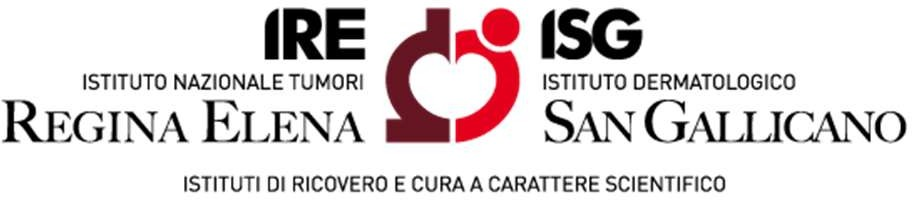 IRE
ISTITUTO NAZIONALE TUMORI
REGINA ELENA
ISG
ISTITUTO DERMATOLOGICO
SAN GALLICANO
ISTITUTI DI RICOVERO E CURA A CARATTERE SCIENTIFICO